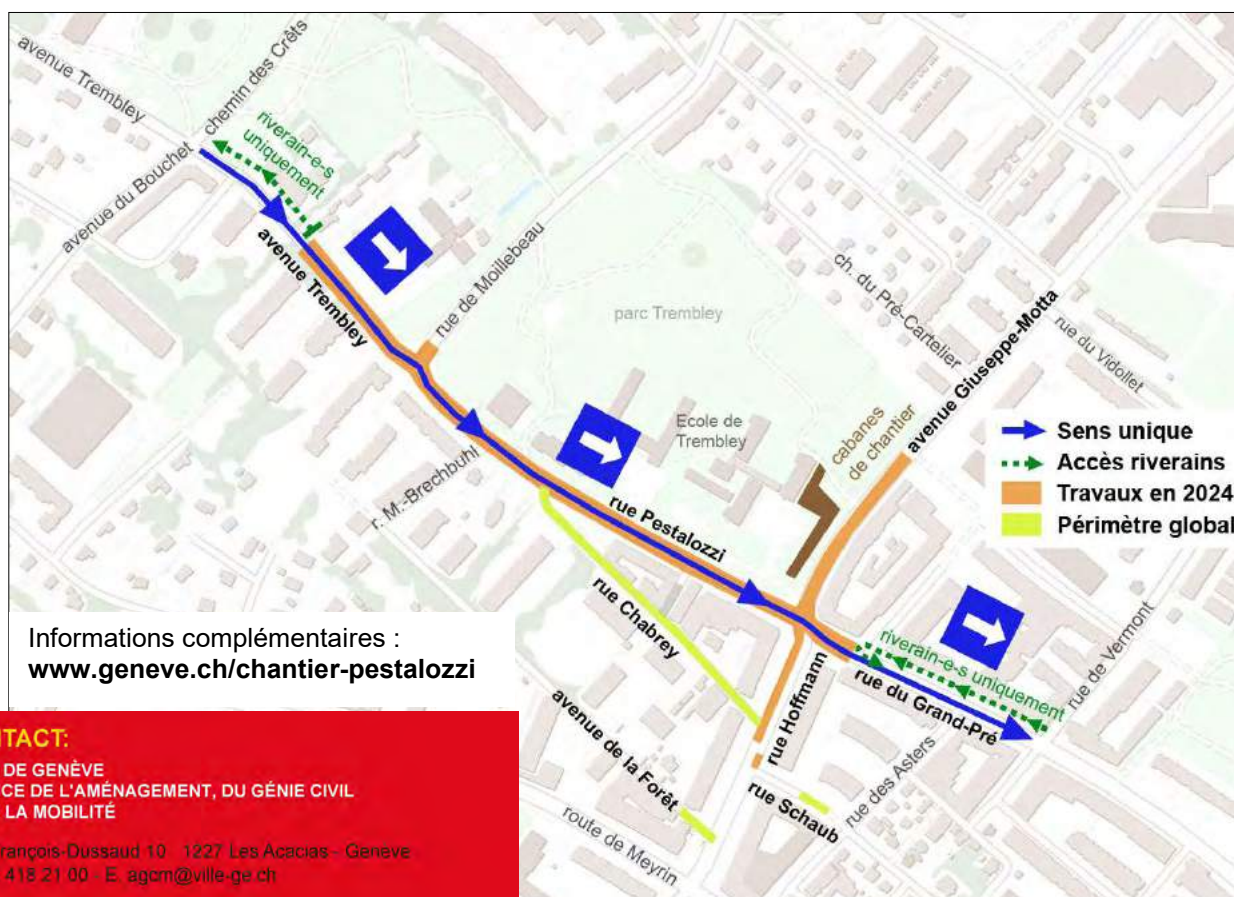 avenue Trembley
chemin des Crêts
avenue du Bouchet
riverain-e-s
uniquement
avenue Trembley
rue de Moillebeau
parc Trembley
ch. du Pré-Cartelier
avenue Giuseppe-Motta
rue du Vidollet
Ecole de
Trembley
cabanes
de chantier
Sens unique
Accès riverains
Travaux en 2024
Périmètre global
r. M.-Brechbuhl
rue Pestalozzi
rue Chabrey
riverain-e-s uniquement
rue de Vermont
rue du Grand-Pré
rue Hoffmann
avenue de la Forêt
rue Schaub
rue des Asters
route de Meyrin
Informations complémentaires :
www.geneve.ch/chantier-pestalozzi
NTACT:
DE GENÈVE
CE DE L'AMÉNAGEMENT, DU GÉNIE CIVIL
LA MOBILITÉ
rançois-Dussaud 10 - 1227 Les Acacias - Genève
418 21 00 - E. agcm@ville-ge.ch